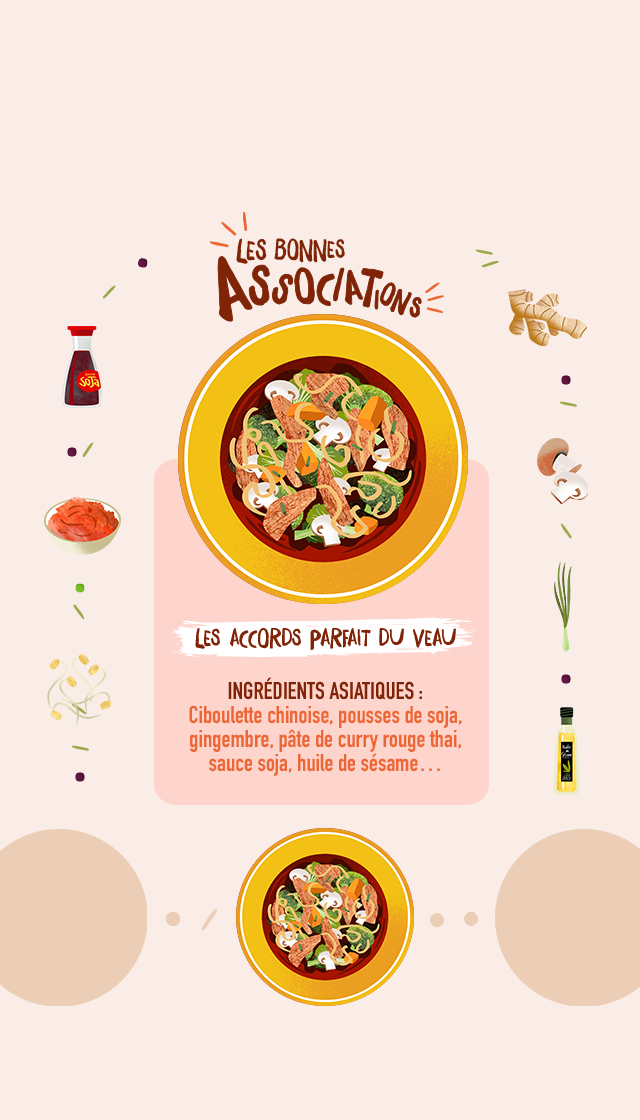 LES BONNES
ASSOCIATIONS
SOJA
LES ACCORDS PARFAIT DU VEAU
INGRÉDIENTS ASIATIQUES :
Ciboulette chinoise, pousses de soja,
gingembre, pâte de curry rouge thai,
sauce soja, huile de sésame...